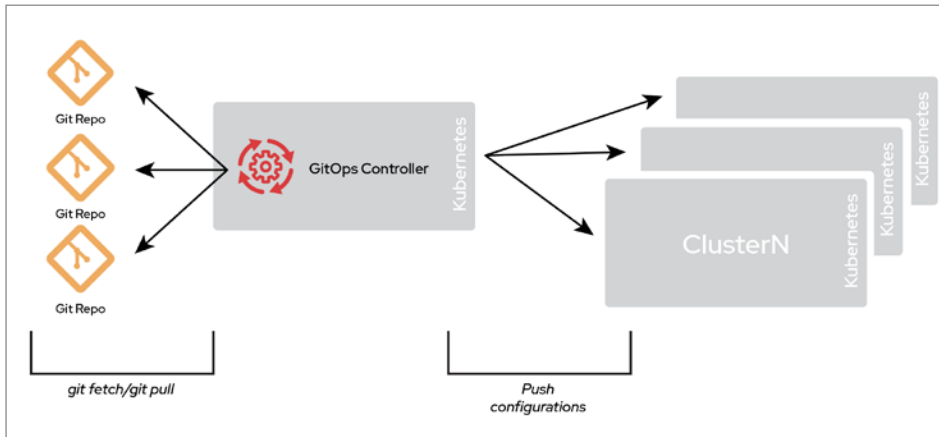 Git Repo
Git Repo
Git Repo
GitOps Controller
Kubernetes
Kubernetes
Kubernetes
Kubernetes
ClusterN
git fetch/git pull
Push
configurations